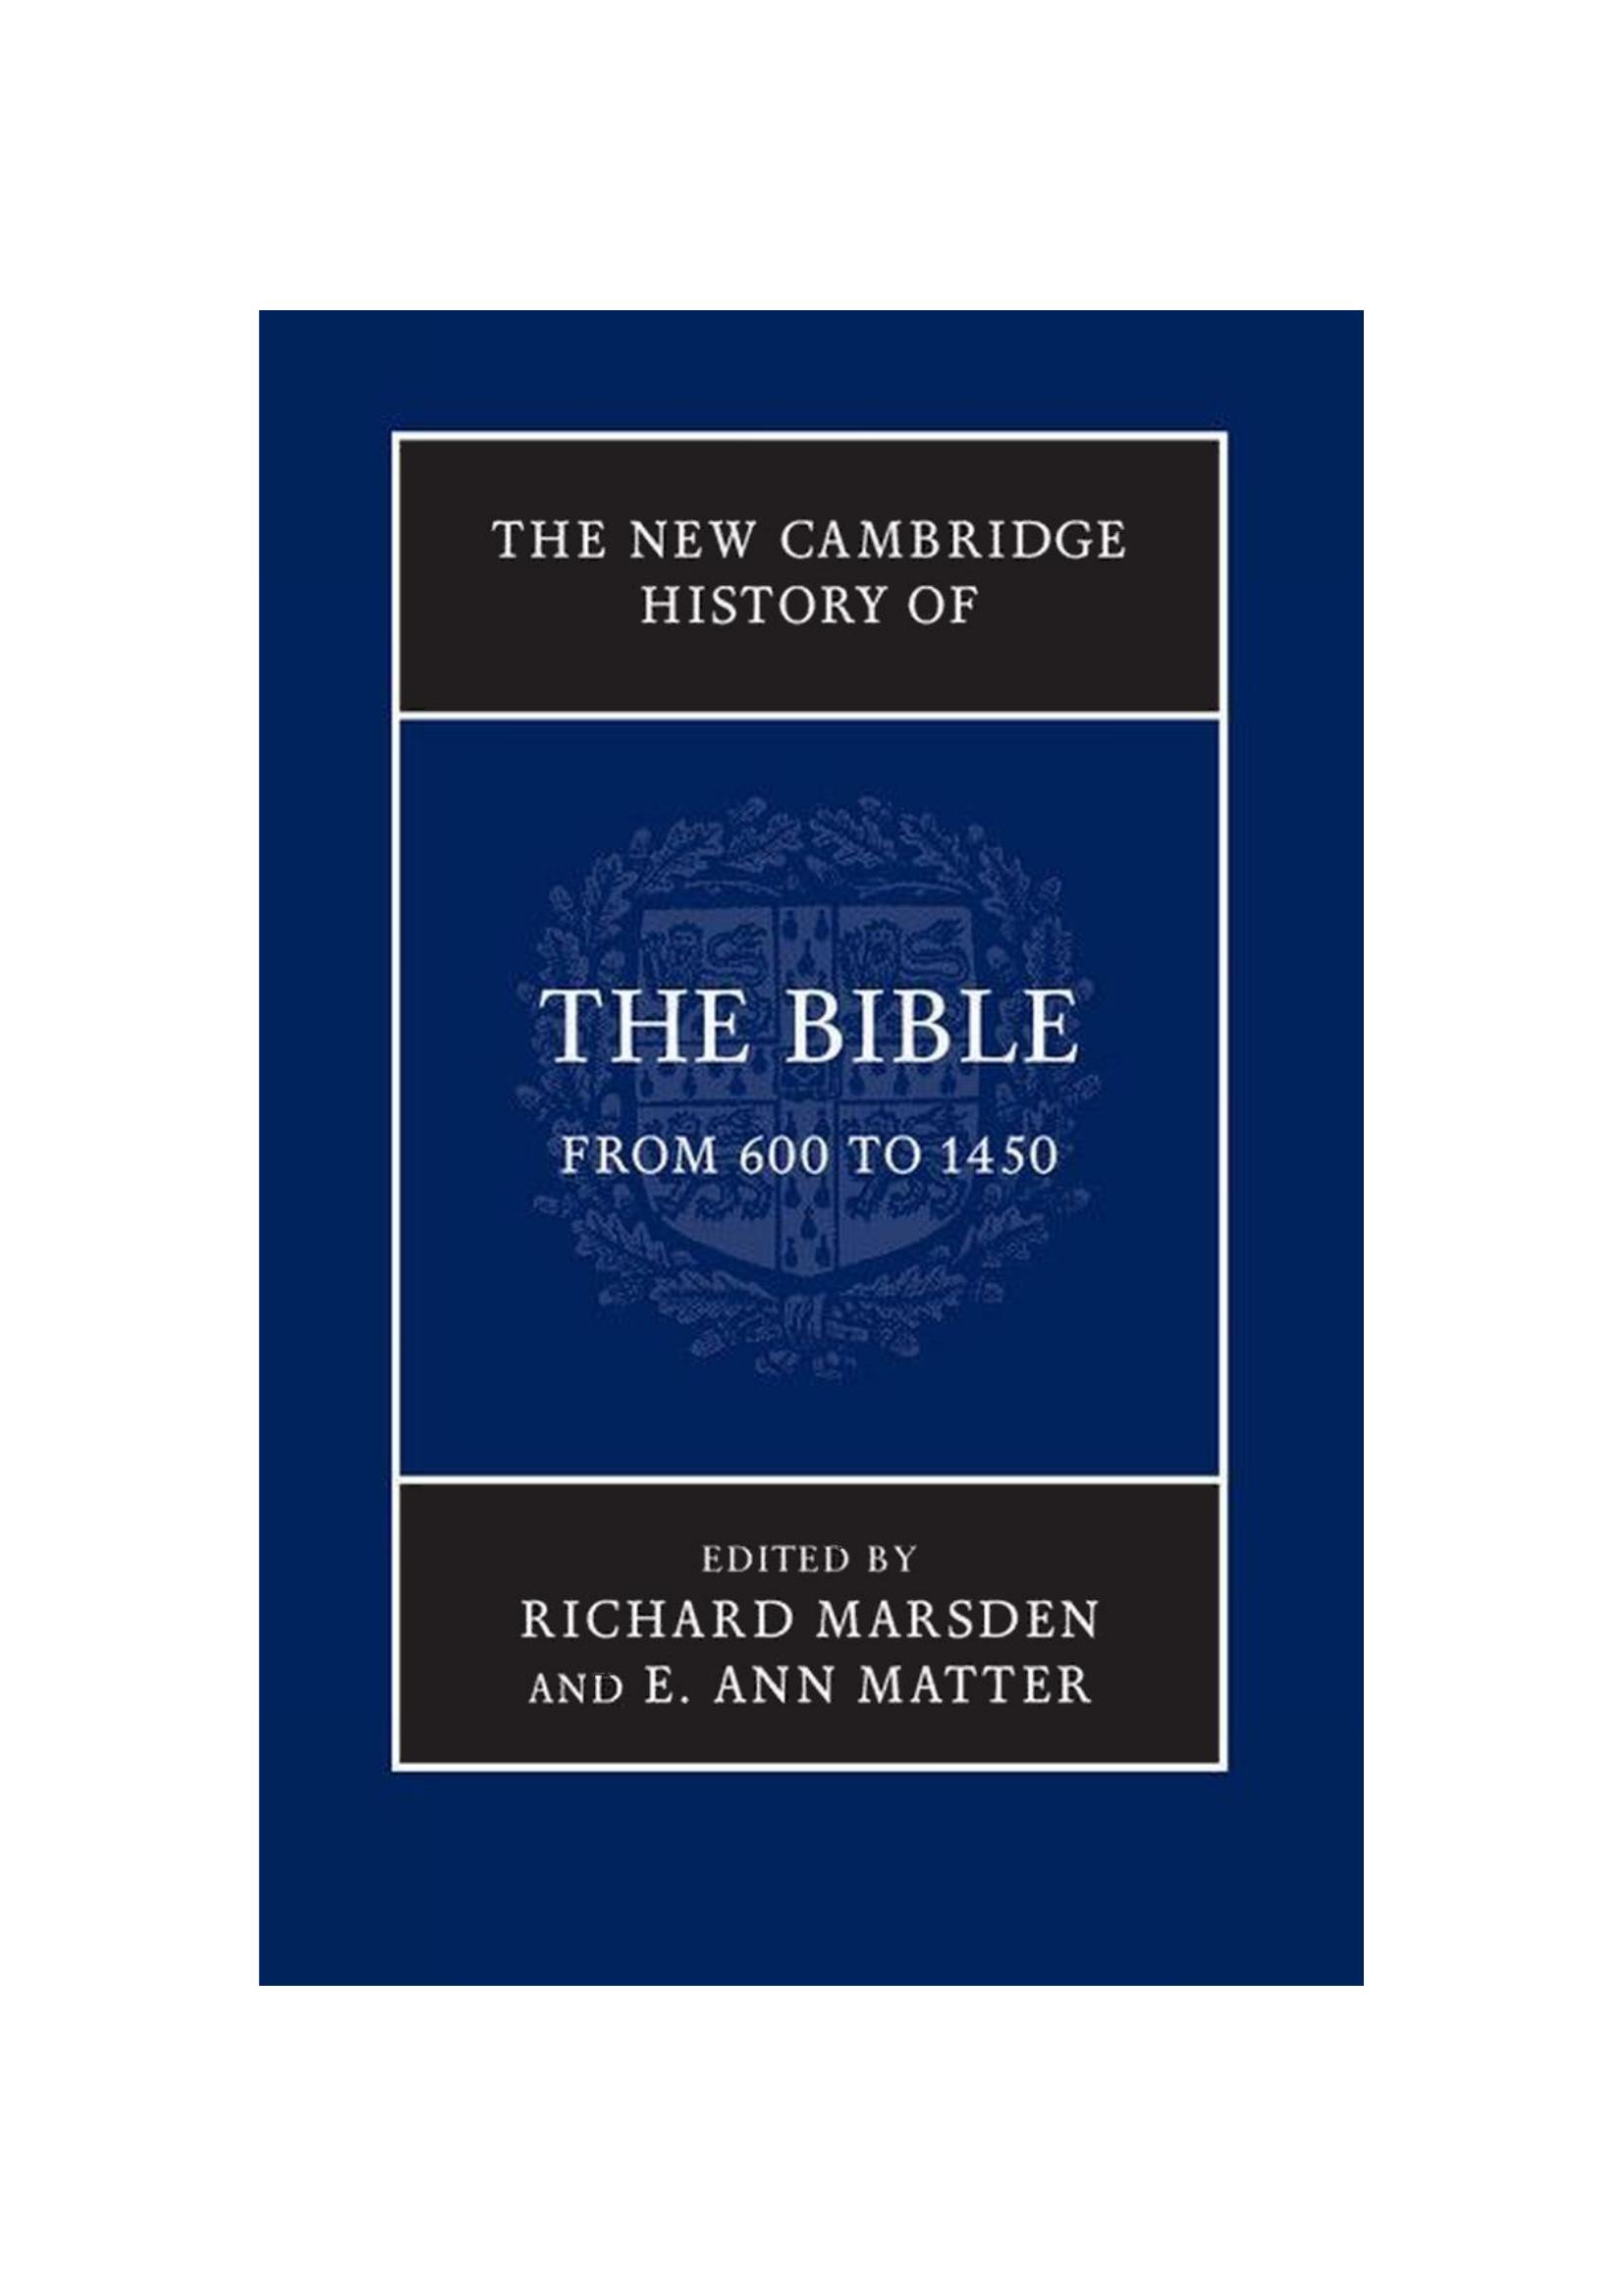 THE NEW CAMBRIDGE
HISTORY OF
THE BIBLE
FROM 600 TO 1450
EDITED BY
RICHARD MARSDEN
AND E. ANN MATTER